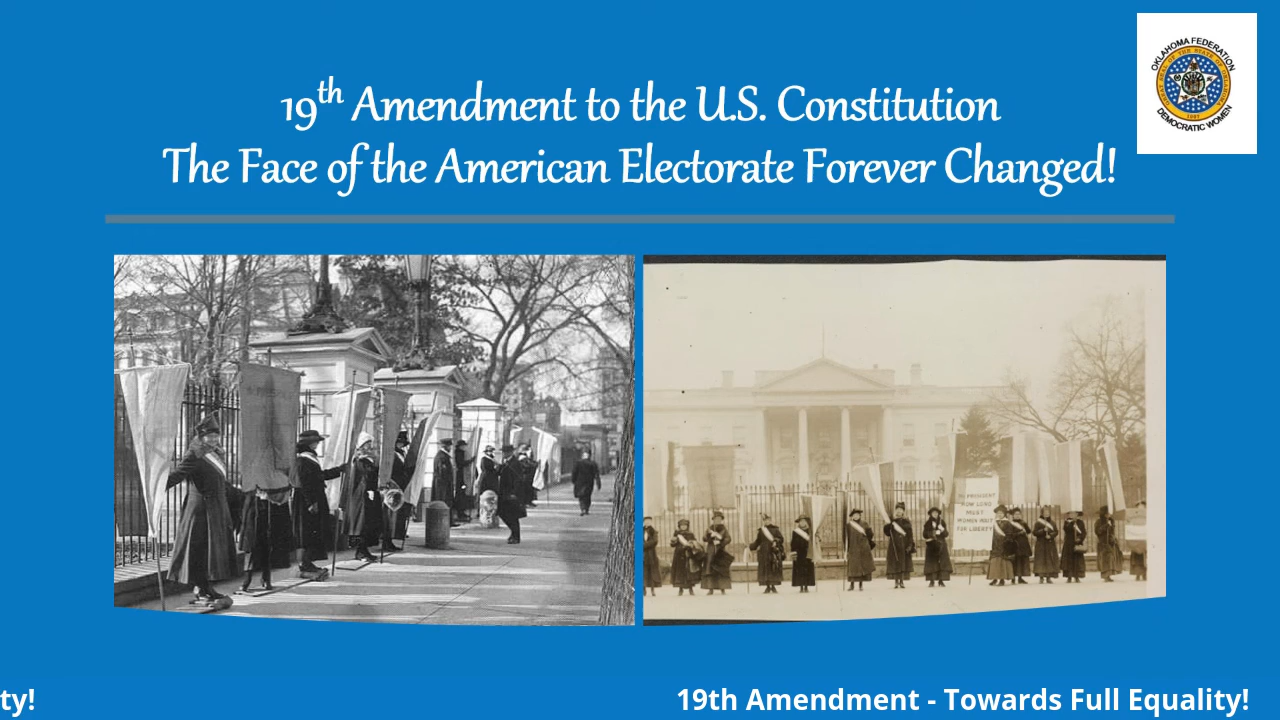 OKLAHOMA FEDERATION
DEMOCRATIC WOMEN
19th Amendment to the U.S. Constitution
The Face of the American Electorate Forever Changed!
MR. PRESIDENT
HOW LONG
MUST
WOMEN WAIT
FOR LIBERTY
ty!
19th Amendment - Towards Full Equality!